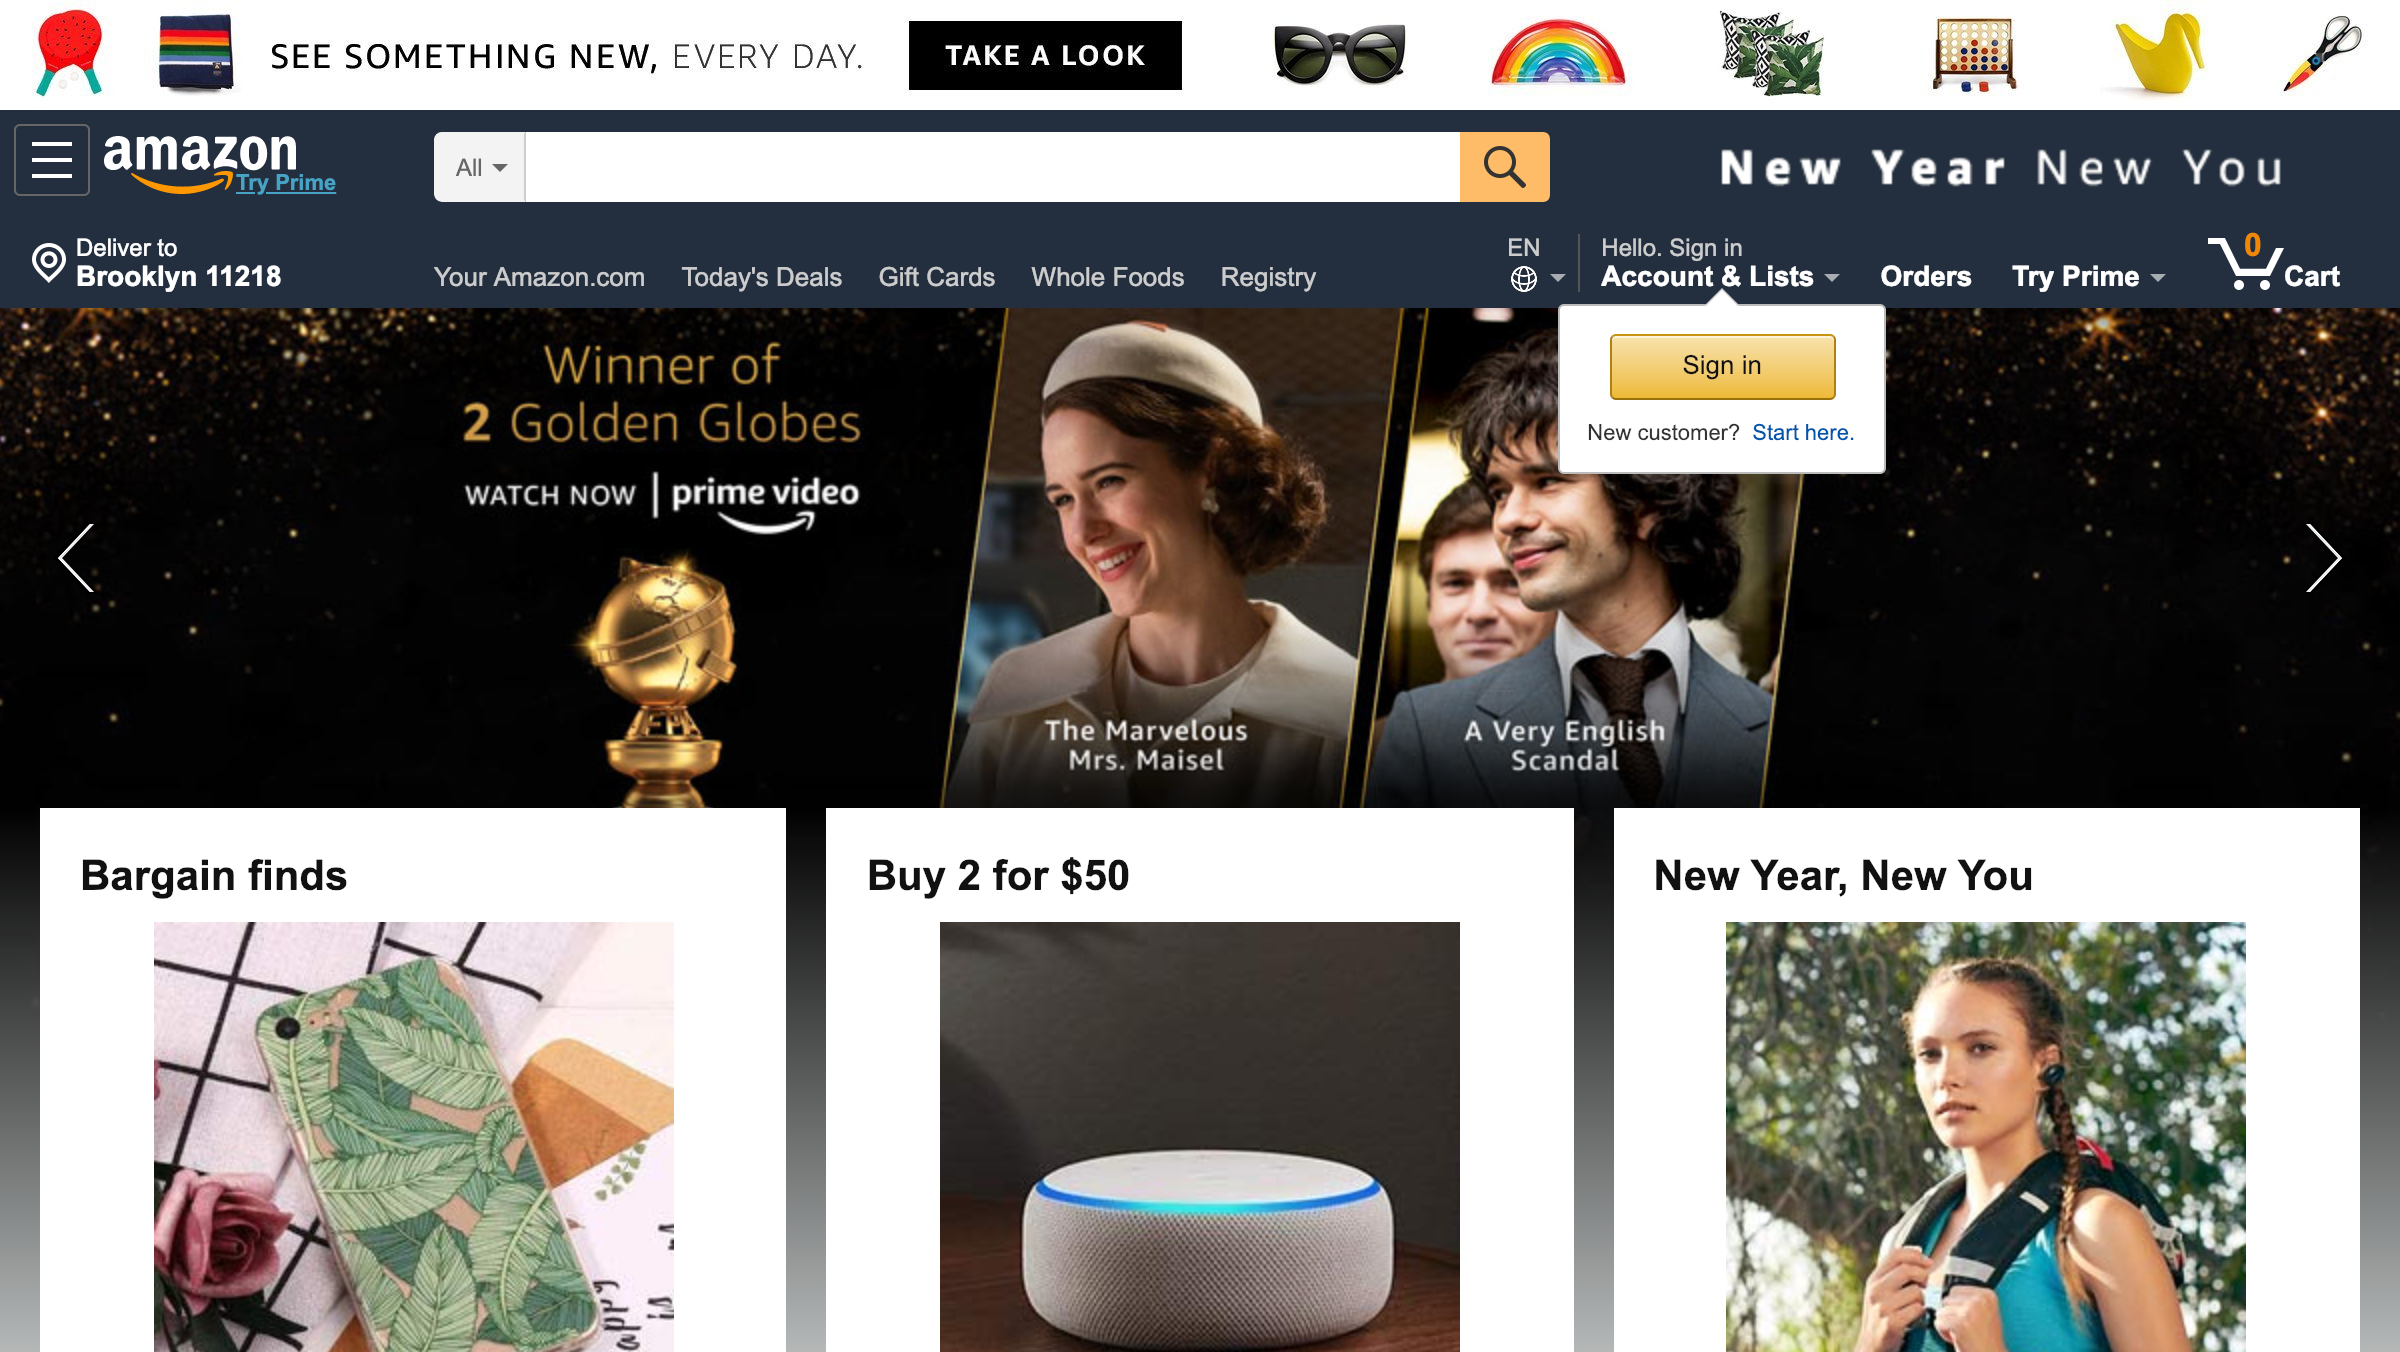 SEE SOMETHING NEW, EVERY DAY.
TAKE A LOOK
amazon
Try Prime
All
New Year New You
Deliver to
Brooklyn 11218
Your Amazon.com
Today's Deals
Gift Cards
Whole Foods
Registry
EN
Hello. Sign in
Account & Lists
Orders
Try Prime
0
Cart
Sign in
New customer? Start here.
Winner of
2 Golden Globes
WATCH NOW | prime video
The Marvelous
Mrs. Maisel
A Very English
Scandal
Bargain finds
Buy 2 for $50
New Year, New You